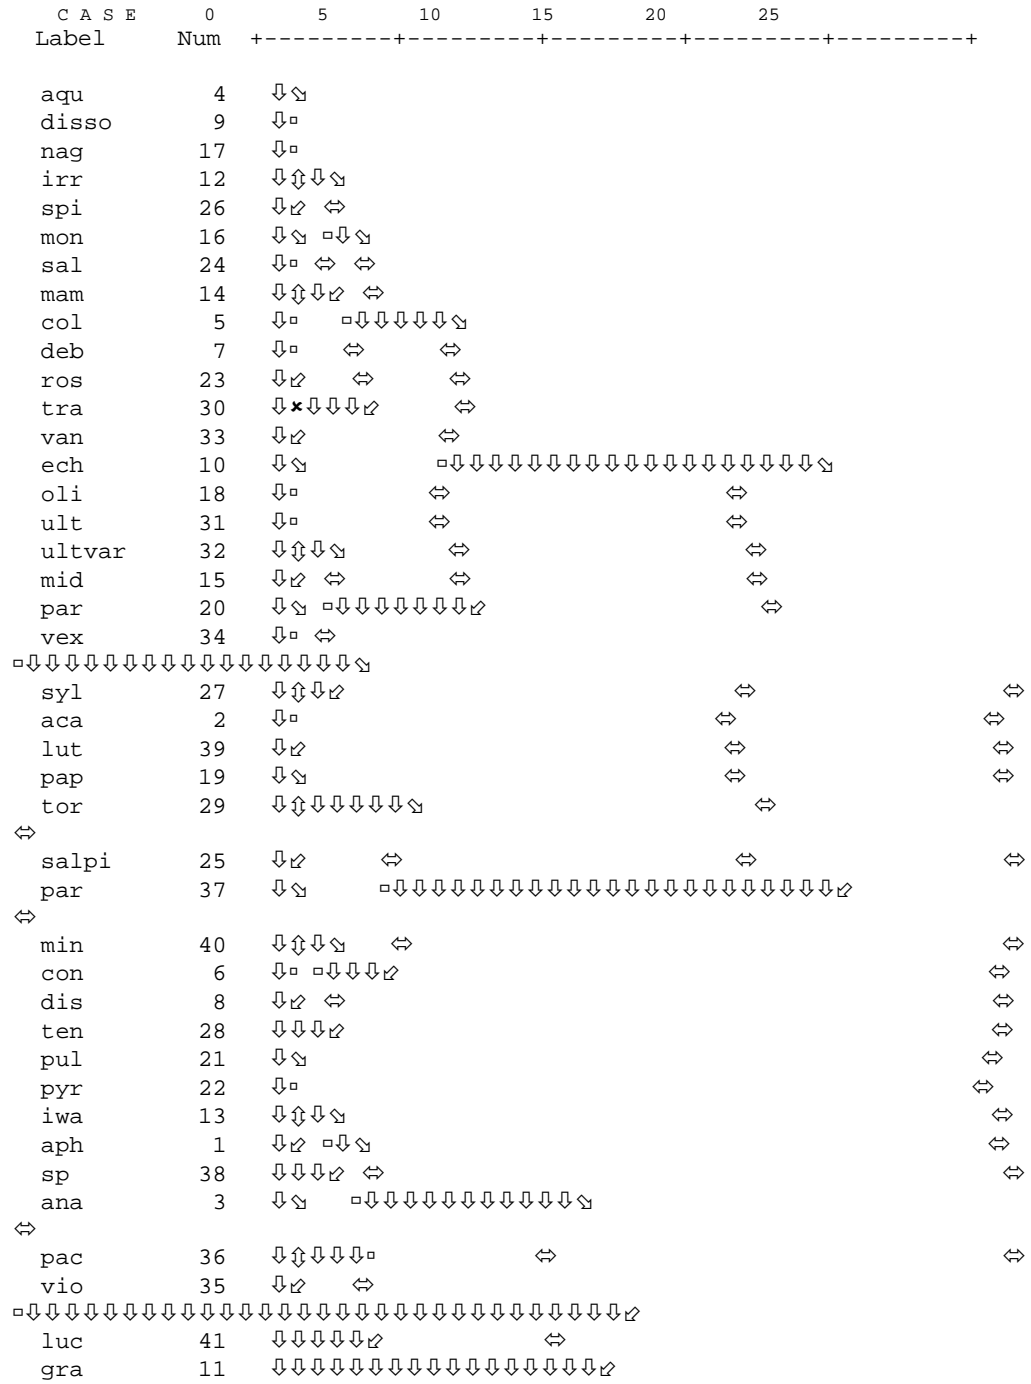 C A S E 0 5 10 15 20 25
Label Num +---------+---------+---------+---------+---------+
aqu 4 ⇩⬂
disso 9 ⇩▫
nag 17 ⇩▫
irr 12 ⇩⇳⇩⬂
spi 26 ⇩⬃ ⬄
mon 16 ⇩⬂ ▫⇩⬂
sal 24 ⇩▫ ⬄ ⬄
mam 14 ⇩⇳⇩⬃ ⬄
col 5 ⇩▫ ▫⇩⇩⇩⇩⇩⬂
deb 7 ⇩▫ ⬄ ⬄
ros 23 ⇩⬃ ⬄ ⬄
tra 30 ⇩×⇩⇩⇩⬃ ⬄
van 33 ⇩⬃ ⬄
ech 10 ⇩⬂ ▫⇩⇩⇩⇩⇩⇩⇩⇩⇩⇩⇩⇩⇩⇩⇩⇩⇩⇩⇩⬂
oli 18 ⇩▫ ⬄ ⬄
ult 31 ⇩▫ ⬄ ⬄
ultvar 32 ⇩⇳⇩⬂ ⬄ ⬄
mid 15 ⇩⬃ ⬄ ⬄ ⬄
par 20 ⇩⬂ ▫⇩⇩⇩⇩⇩⇩⇩⬃ ⬄
vex 34 ⇩▫ ⬄
▫⇩⇩⇩⇩⇩⇩⇩⇩⇩⇩⇩⇩⇩⇩⇩⇩⇩⬂
syl 27 ⇩⇳⇩⬃ ⬄ ⬄
aca 2 ⇩▫ ⬄ ⬄
lut 39 ⇩⬃ ⬄ ⬄
pap 19 ⇩⬂ ⬄ ⬄
tor 29 ⇩⇳⇩⇩⇩⇩⇩⬂ ⬄
⬄
salpi 25 ⇩⬃ ⬄ ⬄ ⬄
par 37 ⇩⬂ ▫⇩⇩⇩⇩⇩⇩⇩⇩⇩⇩⇩⇩⇩⇩⇩⇩⇩⇩⇩⇩⇩⇩⇩⬃
⬄
min 40 ⇩⇳⇩⬂ ⬄ ⬄
con 6 ⇩▫ ▫⇩⇩⇩⬃ ⬄
dis 8 ⇩⬃ ⬄ ⬄
ten 28 ⇩⇩⇩⬃ ⬄
pul 21 ⇩⬂ ⬄
pyr 22 ⇩▫ ⬄
iwa 13 ⇩⇳⇩⬂ ⬄
aph 1 ⇩⬃ ▫⇩⬂ ⬄
sp 38 ⇩⇩⇩⬃ ⬄ ⬄
ana 3 ⇩⬂ ▫⇩⇩⇩⇩⇩⇩⇩⇩⇩⇩⇩⬂
⬄
pac 36 ⇩⇳⇩⇩⇩▫ ⬄ ⬄
vio 35 ⇩⬃ ⬄
▫⇩⇩⇩⇩⇩⇩⇩⇩⇩⇩⇩⇩⇩⇩⇩⇩⇩⇩⇩⇩⇩⇩⇩⇩⇩⇩⇩⇩⇩⇩⇩⬃
luc 41 ⇩⇩⇩⇩⇩⬃ ⬄
gra 11 ⇩⇩⇩⇩⇩⇩⇩⇩⇩⇩⇩⇩⇩⇩⇩⇩⇩⬃